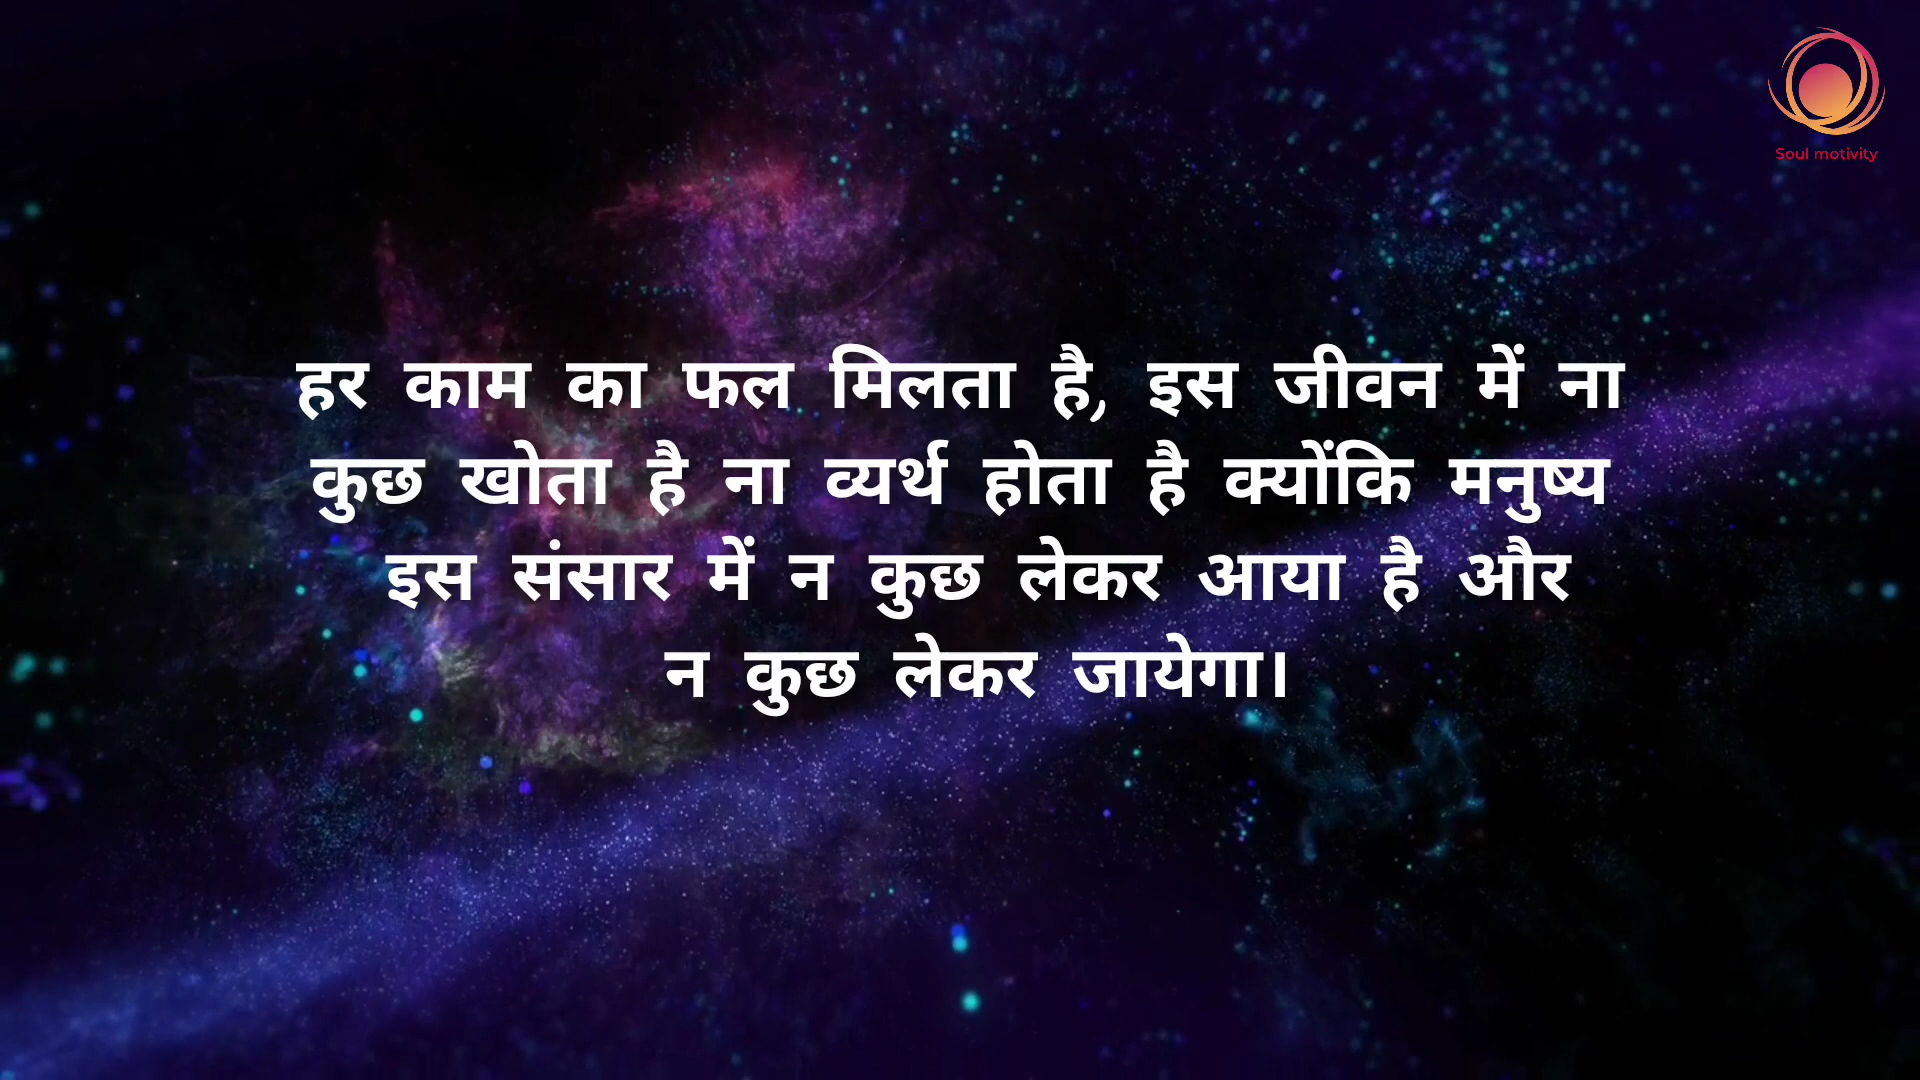 Soul motivity
हर काम का फल मिलता है, इस जीवन में ना
कुछ खोता है ना व्यर्थ होता है क्योंकि मनुष्य
इस संसार में न कुछ लेकर आया है और
न कुछ लेकर जायेगा।